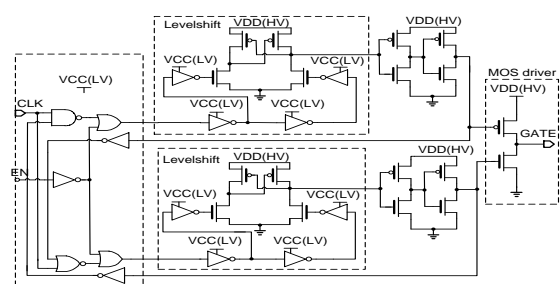 Levelshift
VDD(HV)
VDD(HV)
VCC(LV)
VCC(LV)
VCC(LV)
MOS driver
VDD(HV)
CLK
VCC(LV)
VCC(LV)
GATE
EN
Levelshift
VDD(HV)
VDD(HV)
VCC(LV)
VCC(LV)
VCC(LV)
VCC(LV)